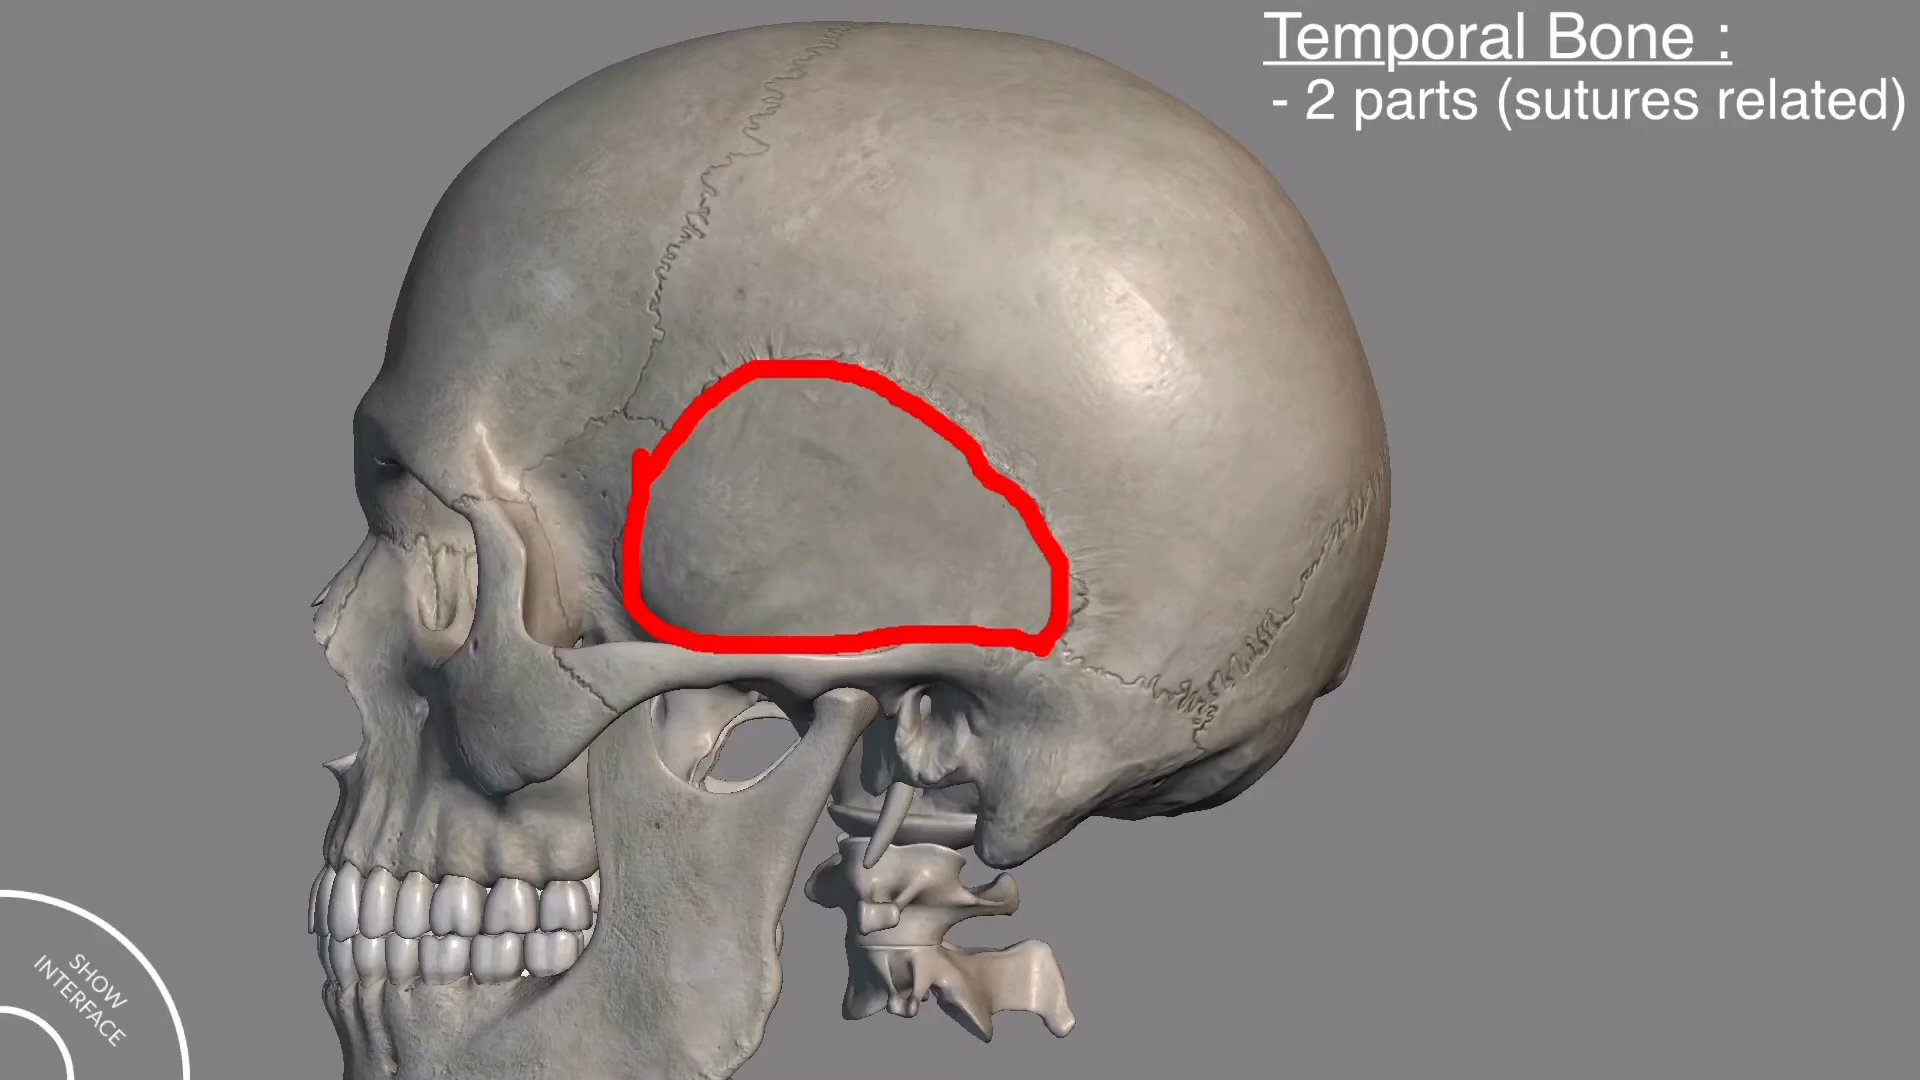 Temporal Bone :
- 2 parts (sutures related)
SHOW
INTERFACE